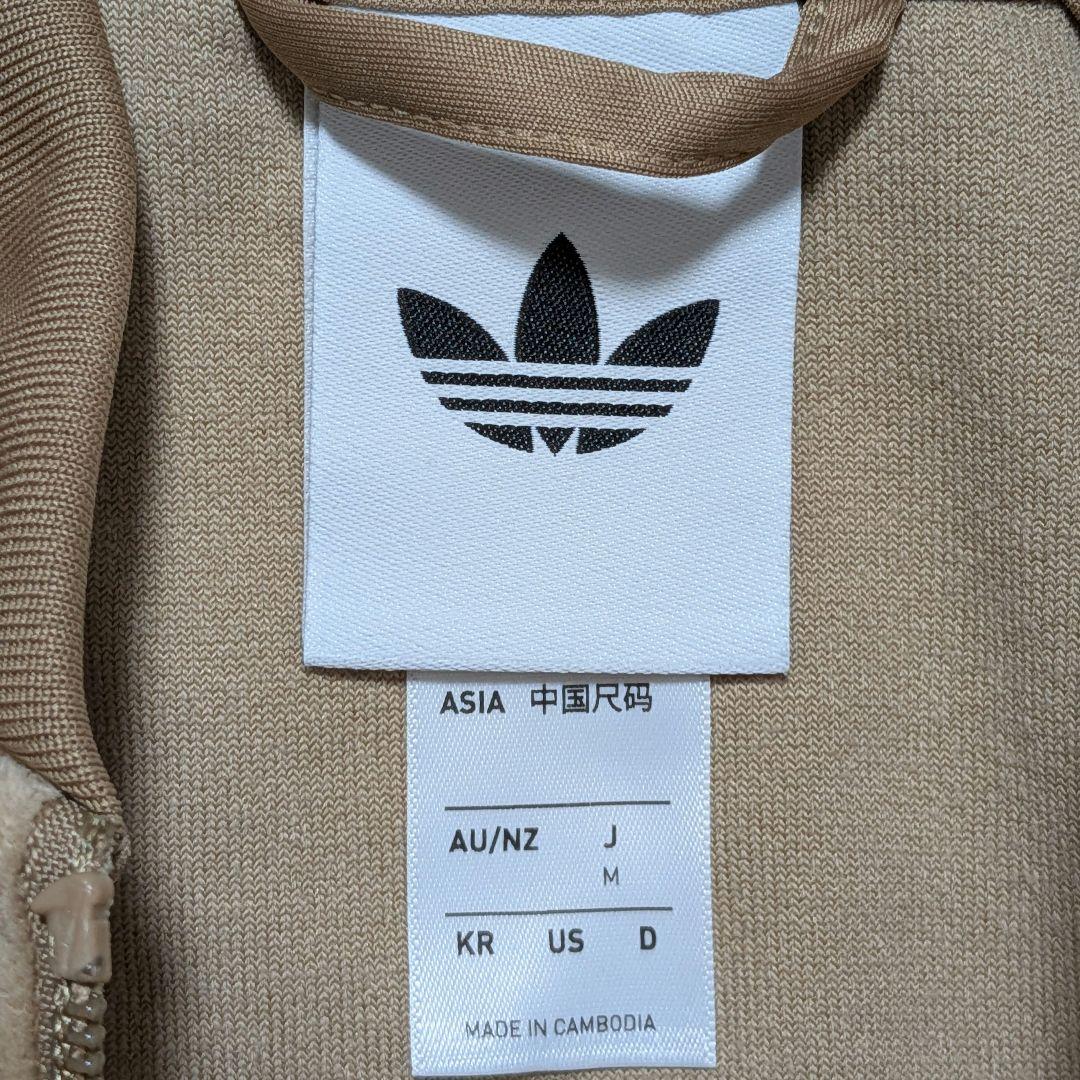 ASIA 中国尺码
AU/NZ J
M
KR US D
MADE IN CAMBODIA